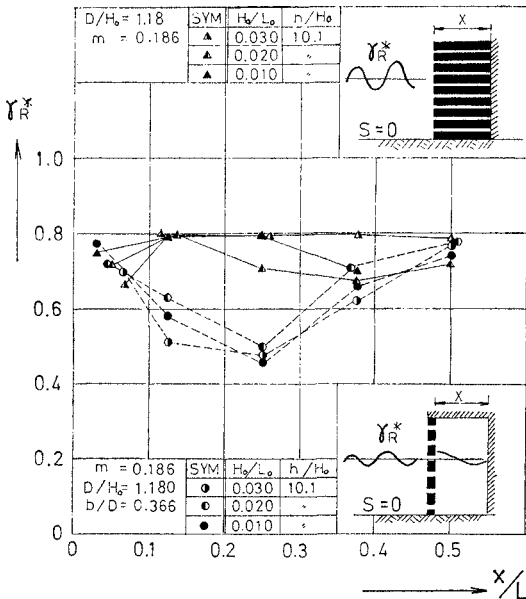 D/H₀ = 1.18 SYM H₀/L₀ h/H₀
m = 0.186 0.030 10.1
0.020 "
0.010 "
X
γR*
S = 0
γR*
1.0
0.8
0.6
0.4
0.2
0
X
γR*
S = 0
m = 0.186 SYM H₀/L₀ h/H₀
D/H₀ = 1.180 0.030 10.1
b/D = 0.366 0.020 "
0.010 "
0 0.1 0.2 0.3 0.4 0.5
X/L